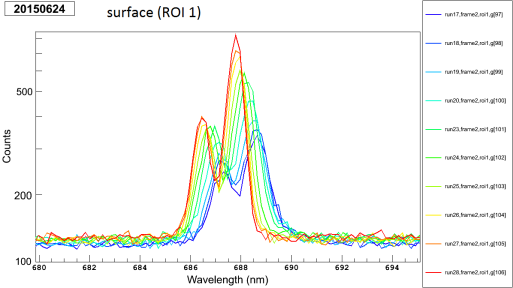 20150624
surface (ROI 1)
Counts
500
200
100
680
682
684
686
688
690
692
694
Wavelength (nm)
run17,frame2,roi1,g[97]
run18,frame2,roi1,g[98]
run19,frame2,roi1,g[99]
run20,frame2,roi1,g[100]
run23,frame2,roi1,g[101]
run24,frame2,roi1,g[102]
run25,frame2,roi1,g[103]
run26,frame2,roi1,g[104]
run27,frame2,roi1,g[105]
run28,frame2,roi1,g[106]